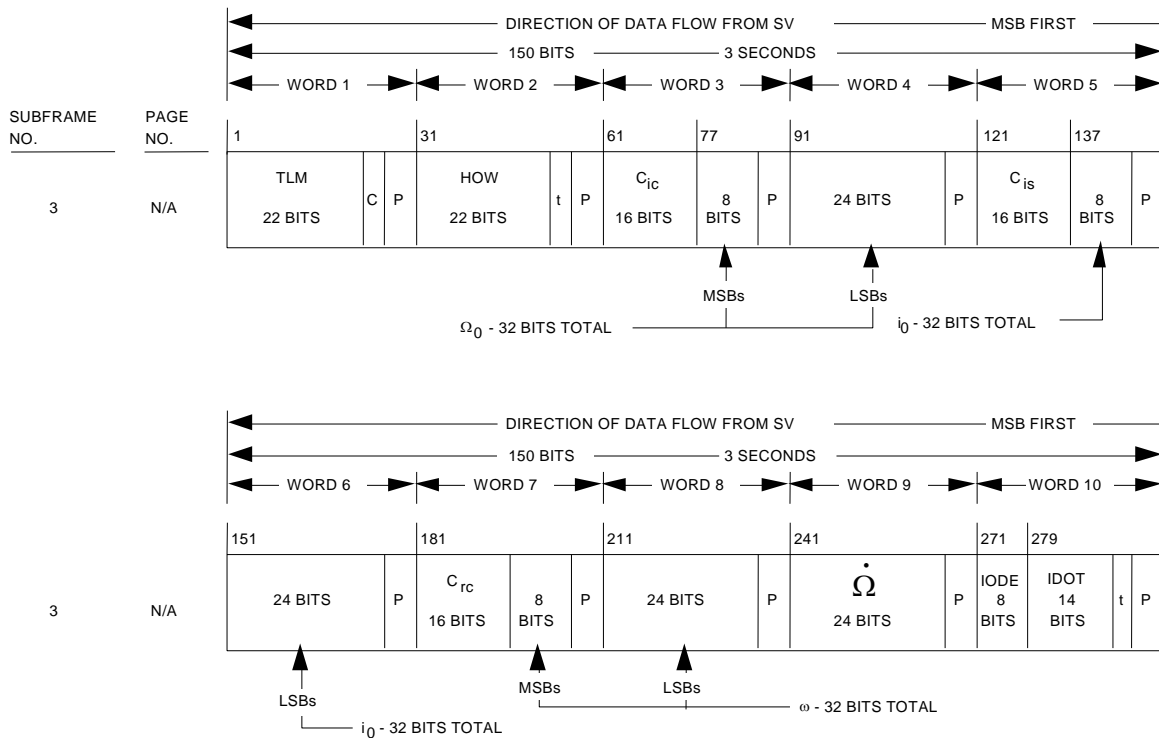 DIRECTION OF DATA FLOW FROM SV MSB FIRST
150 BITS 3 SECONDS
WORD 1 WORD 2 WORD 3 WORD 4 WORD 5
SUBFRAME NO. PAGE NO.
1 31 61 77 91 121 137
3 N/A
TLM 22 BITS C P
HOW 22 BITS t P
Cic 16 BITS 8 BITS P
24 BITS P
Cis 16 BITS 8 BITS P
MSBs LSBs
Ω0 - 32 BITS TOTAL
i0 - 32 BITS TOTAL
DIRECTION OF DATA FLOW FROM SV MSB FIRST
150 BITS 3 SECONDS
WORD 6 WORD 7 WORD 8 WORD 9 WORD 10
151 181 211 241 271 279
3 N/A
24 BITS P
Crc 16 BITS 8 BITS P
24 BITS P
Ω̇ 24 BITS P
IODE 8 BITS
IDOT 14 BITS t P
LSBs MSBs LSBs
i0 - 32 BITS TOTAL
ω - 32 BITS TOTAL